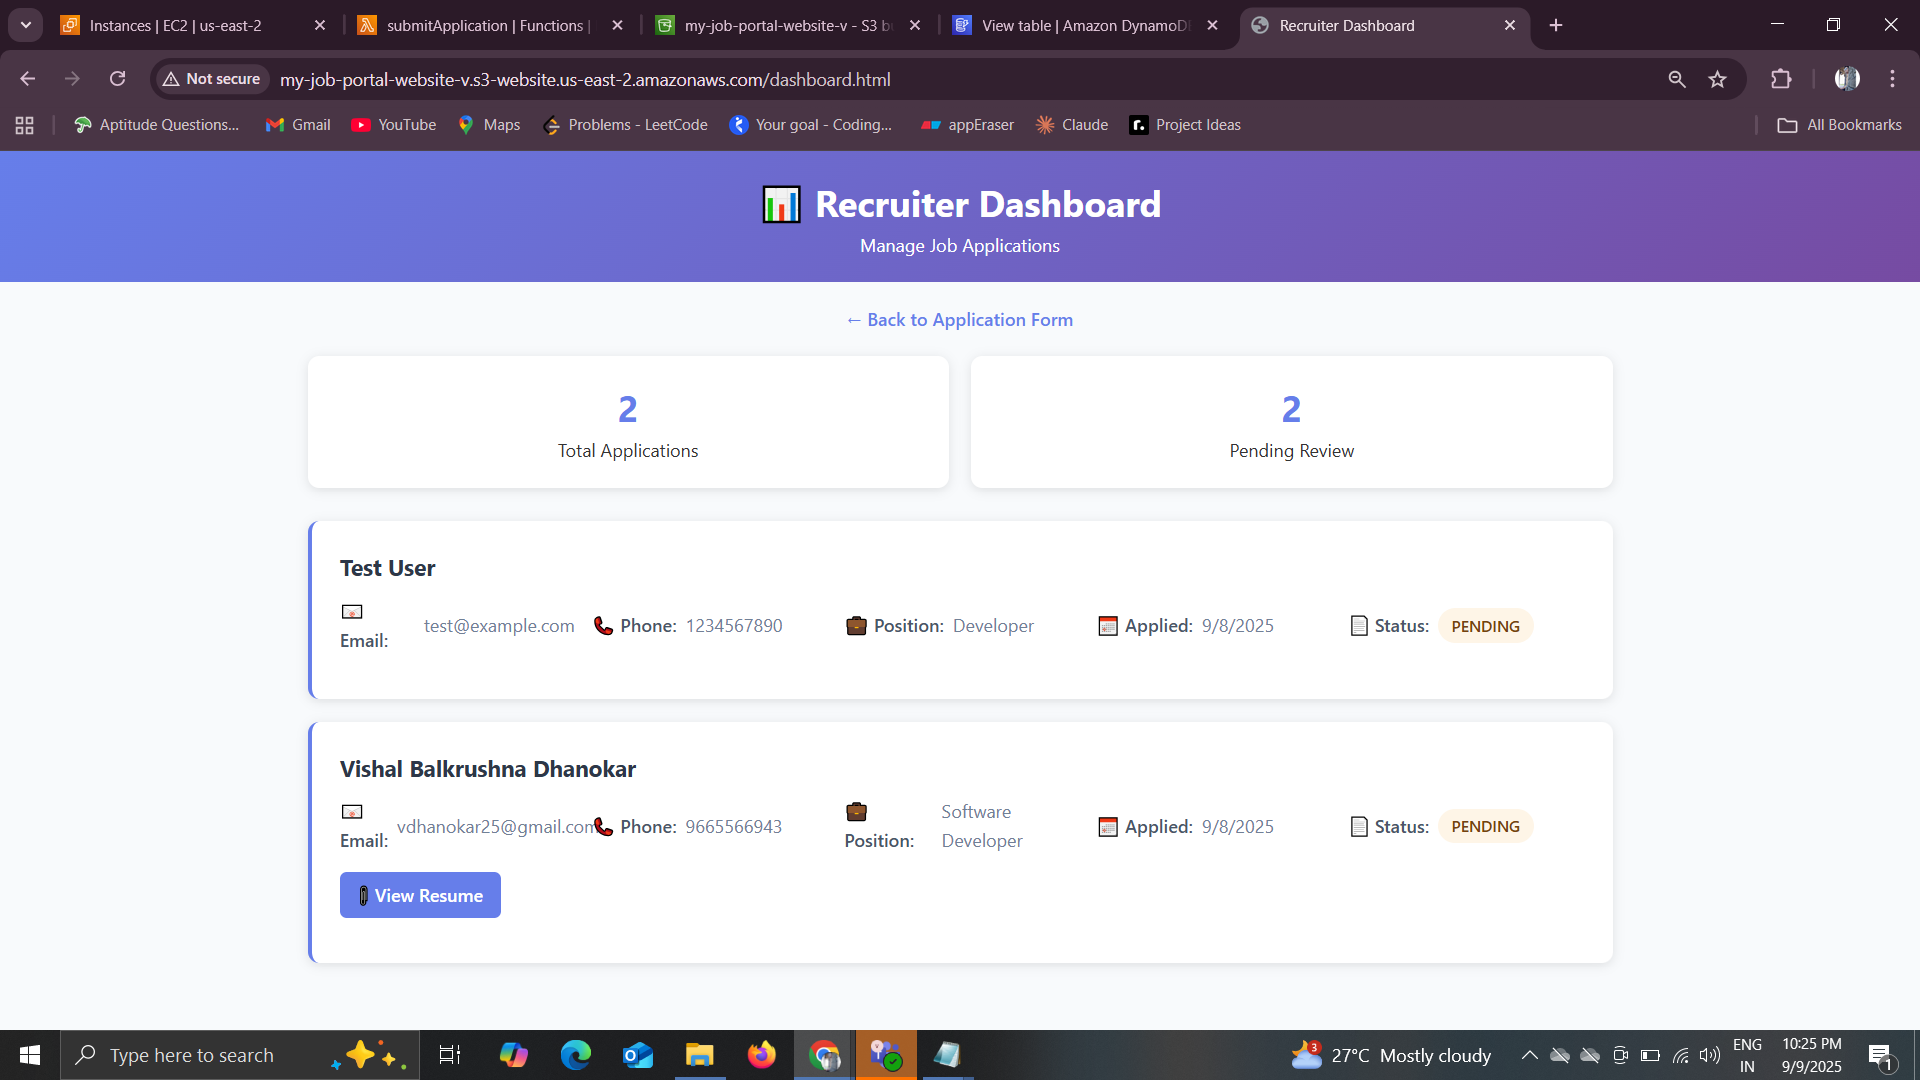 Instances | EC2 | us-east-2
submitApplication | Functions |
my-job-portal-website-v - S3 b
View table | Amazon DynamoD
Recruiter Dashboard
Not secure
my-job-portal-website-v.s3-website.us-east-2.amazonaws.com/dashboard.html
Aptitude Questions...
Gmail
YouTube
Maps
Problems - LeetCode
Your goal - Coding...
appEraser
Claude
Project Ideas
All Bookmarks
Recruiter Dashboard
Manage Job Applications
← Back to Application Form
2
Total Applications
2
Pending Review
Test User
Email: test@example.com
Phone: 1234567890
Position: Developer
Applied: 9/8/2025
Status: PENDING
Vishal Balkrushna Dhanokar
Email: vdhanokar25@gmail.com
Phone: 9665566943
Position: Software
Developer
Applied: 9/8/2025
Status: PENDING
View Resume
Type here to search
3
27°C Mostly cloudy
ENG
IN
10:25 PM
9/9/2025
1